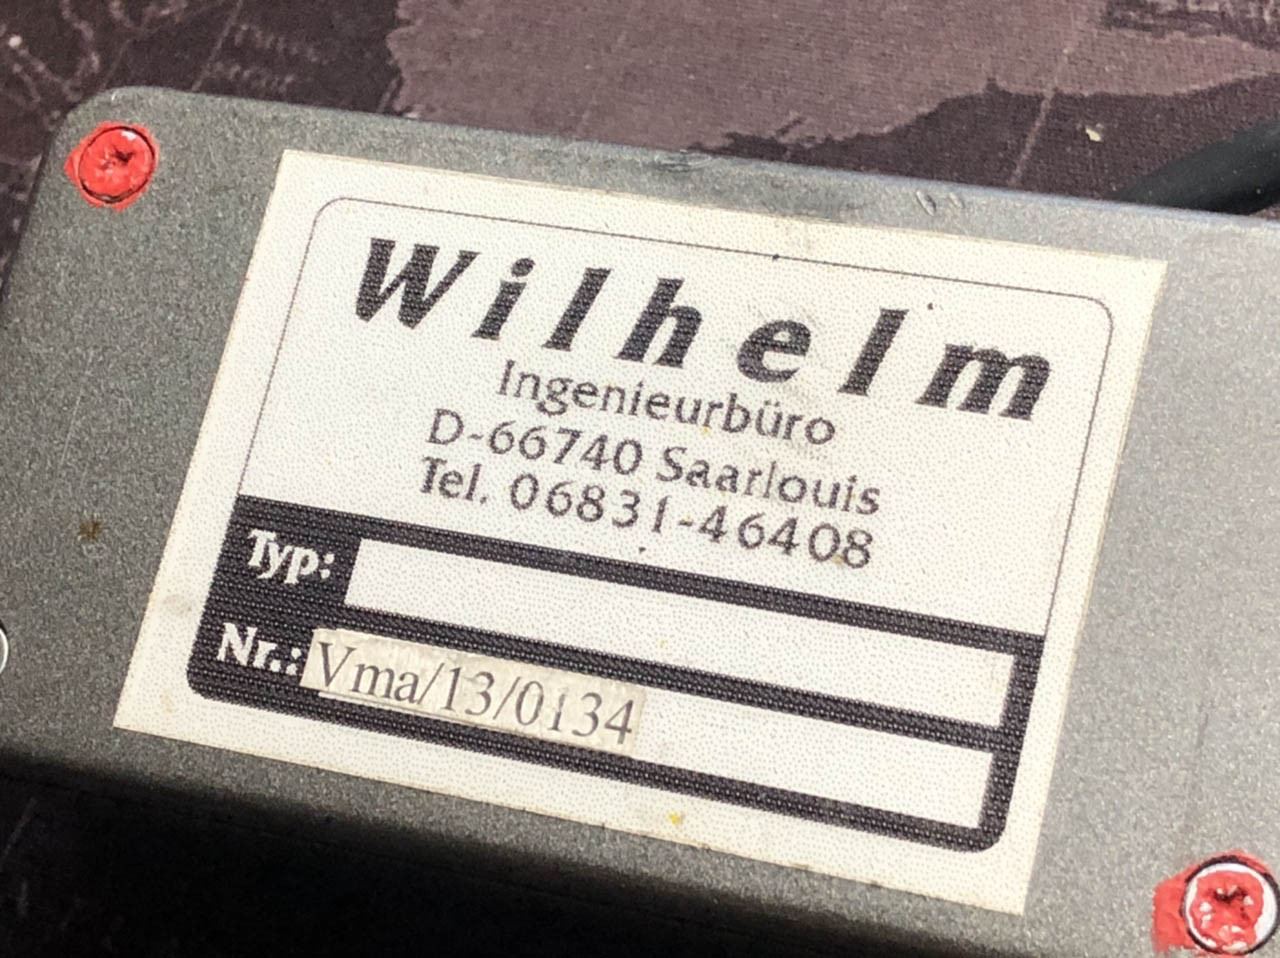 Wilhelm
Ingenieurbüro
D-66740 Saarlouis
Tel. 06831-46408
Typ:
Nr.: Vma/13/0134